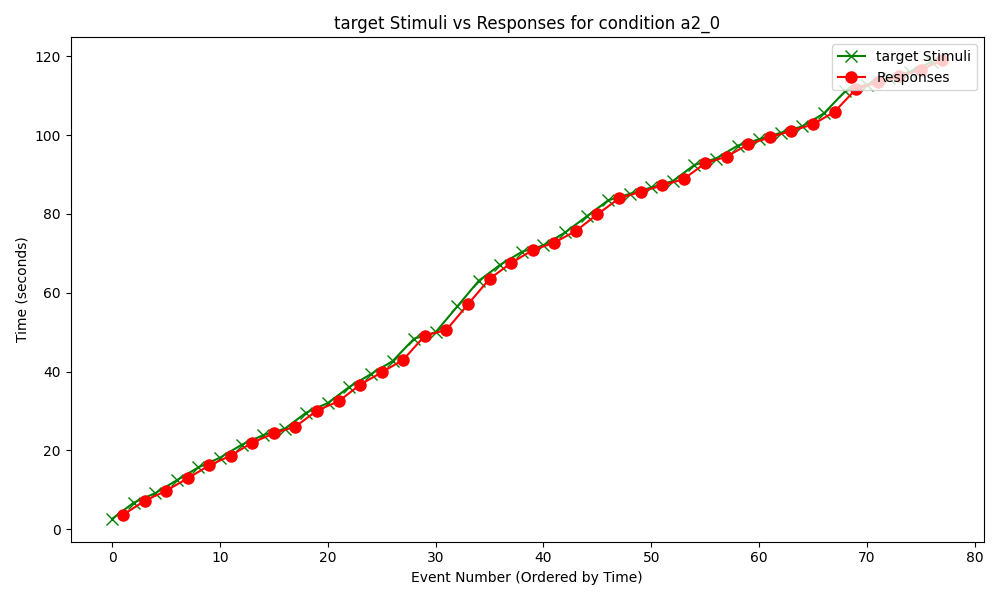 target Stimuli vs Responses for condition a2_0
target Stimuli
Responses
120
100
80
60
40
20
0
Time (seconds)
0 10 20 30 40 50 60 70 80
Event Number (Ordered by Time)